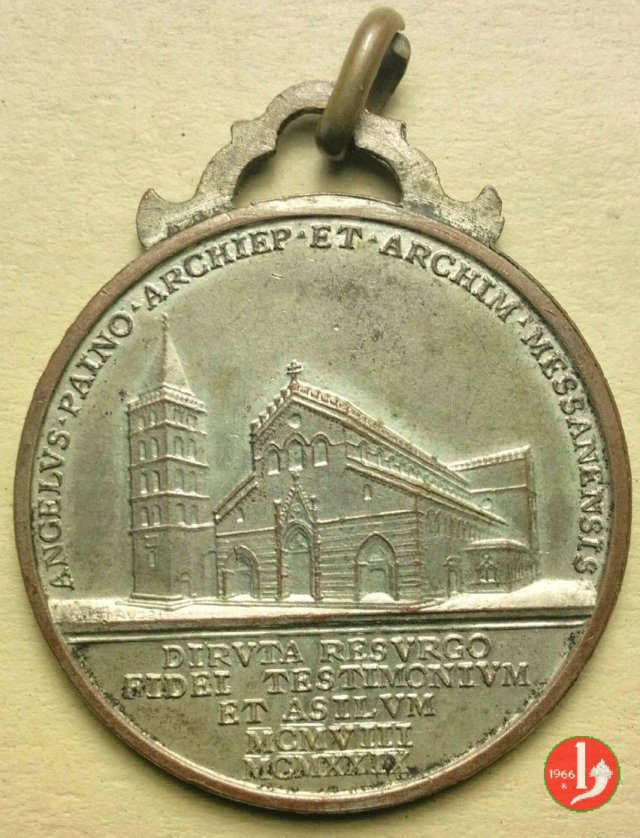 ANGELVS·PAINO·ARCHIEP·ET·ARCHIM·MESSANENSIS
DIRVTA RESVRGO
FIDEI TESTIMONIVM
ET ASILVM
MCMVIII
MCMXXIX
1966